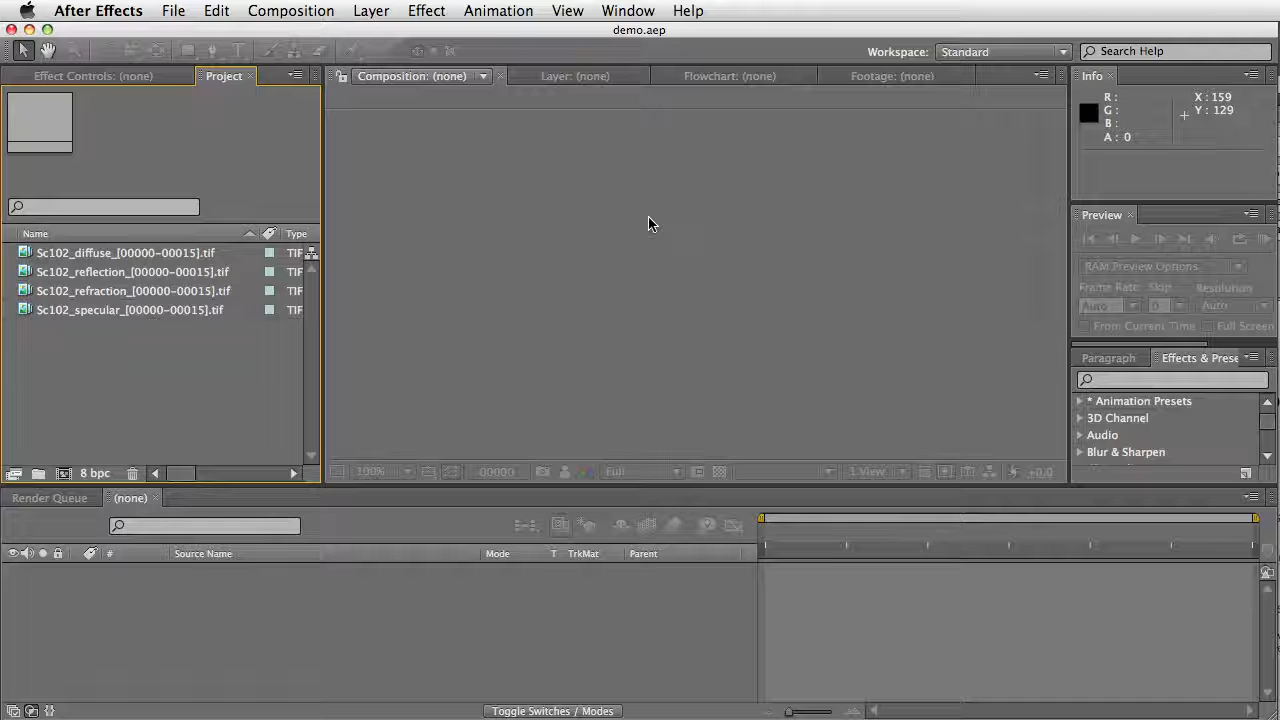 After Effects File Edit Composition Layer Effect Animation View Window Help
demo.aep
Workspace: Standard Search Help
Effect Controls: (none) Project Composition: (none) Layer: (none) Flowchart: (none) Footage: (none) Info
R :
G :
B :
A : 0
X : 159
Y : 129
Name Type
Sc102_diffuse_[00000-00015].tif TIF
Sc102_reflection_[00000-00015].tif TIF
Sc102_refraction_[00000-00015].tif TIF
Sc102_specular_[00000-00015].tif TIF
Preview
RAM Preview Options
Frame Rate: Skip Resolution
Auto 0 Auto
From Current Time Full Screen
Paragraph Effects & Prese
* Animation Presets
3D Channel
Audio
Blur & Sharpen
8 bpc
100% 00000 Full 1 View +0.0
Render Queue (none)
# Source Name Mode T TrkMat Parent
Toggle Switches / Modes